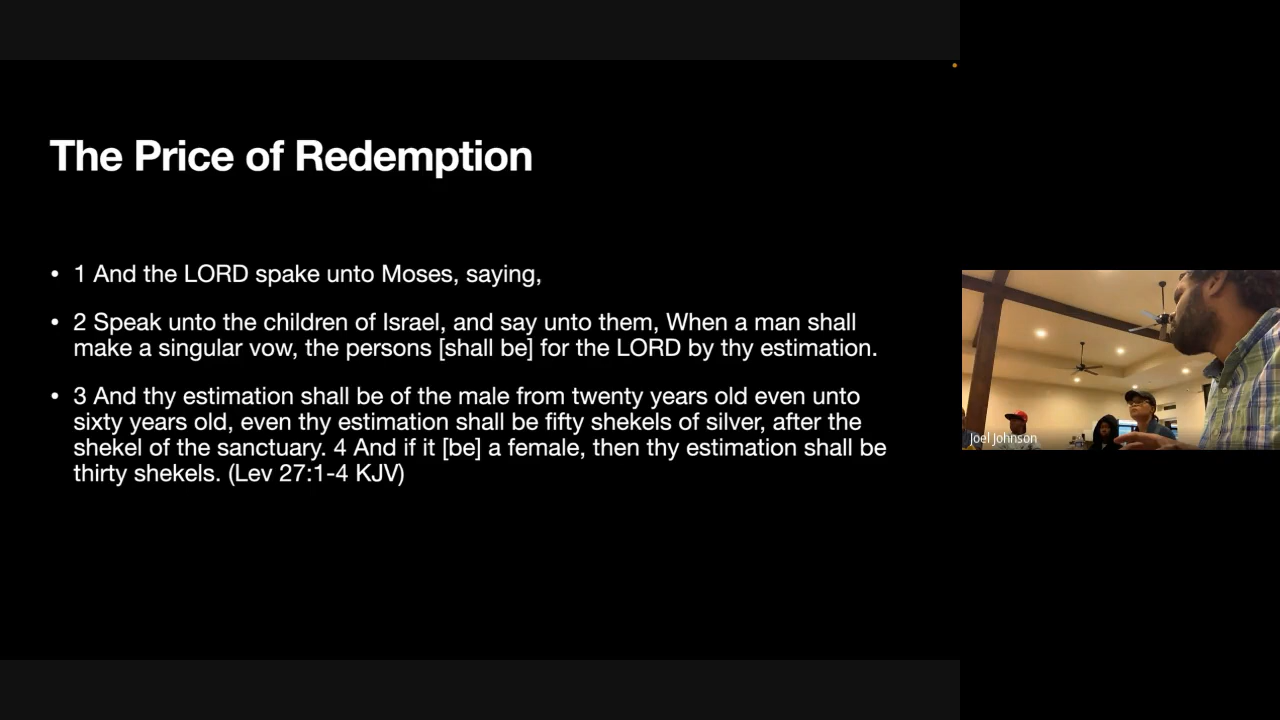 The Price of Redemption
• 1 And the LORD spake unto Moses, saying,
• 2 Speak unto the children of Israel, and say unto them, When a man shall
make a singular vow, the persons [shall be] for the LORD by thy estimation.
• 3 And thy estimation shall be of the male from twenty years old even unto
sixty years old, even thy estimation shall be fifty shekels of silver, after the
shekel of the sanctuary. 4 And if it [be] a female, then thy estimation shall be
thirty shekels. (Lev 27:1-4 KJV)
Joel Johnson